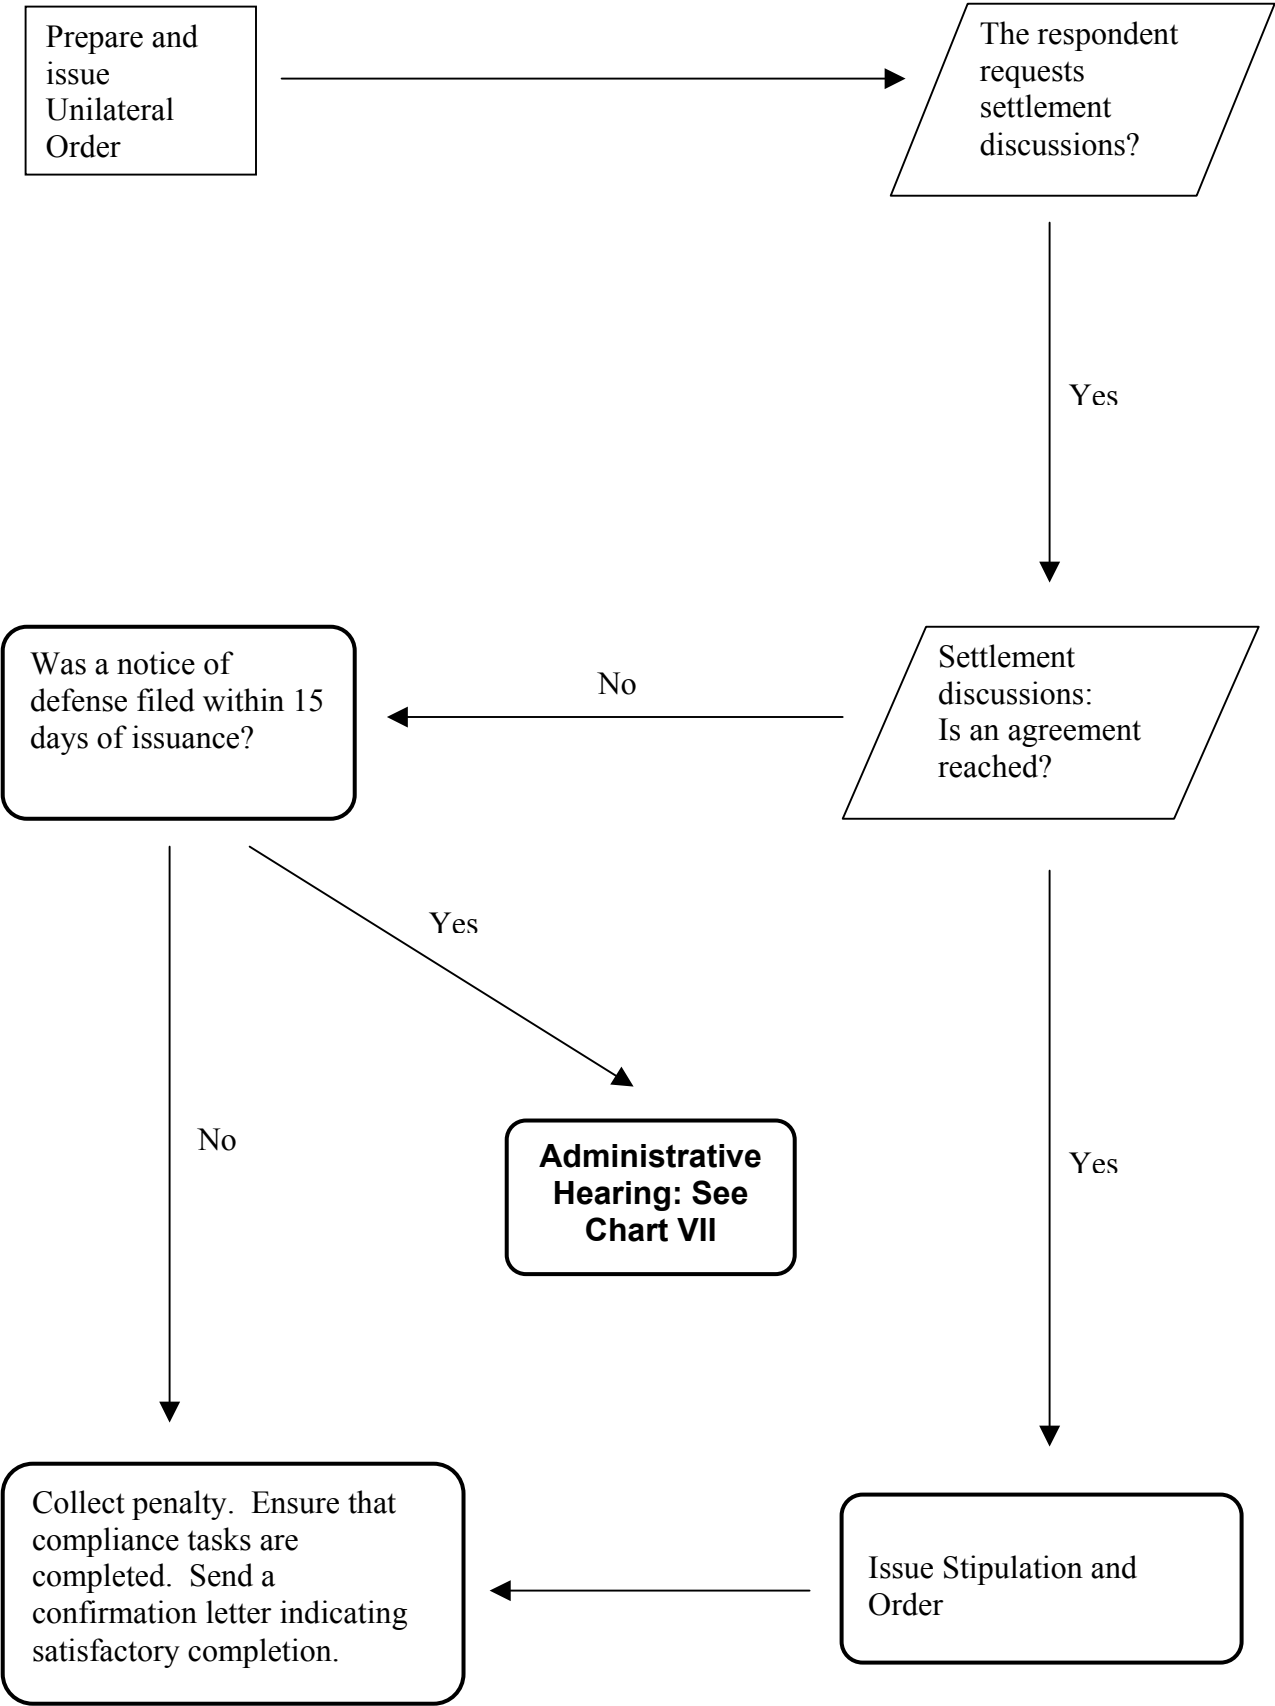 Prepare and
issue
Unilateral
Order
The respondent
requests
settlement
discussions?
Yes
Was a notice of
defense filed within 15
days of issuance?
No
Settlement
discussions:
Is an agreement
reached?
Yes
No
Administrative
Hearing: See
Chart VII
Yes
Collect penalty.  Ensure that
compliance tasks are
completed.  Send a
confirmation letter indicating
satisfactory completion.
Issue Stipulation and
Order